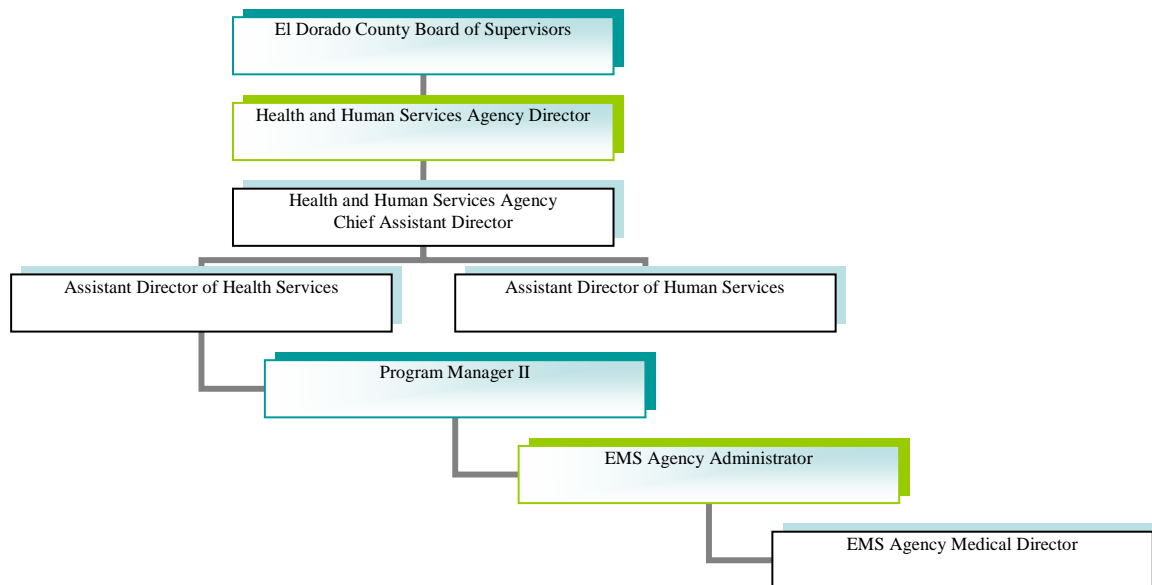 El Dorado County Board of Supervisors
Health and Human Services Agency Director
Health and Human Services Agency
Chief Assistant Director
Assistant Director of Health Services
Assistant Director of Human Services
Program Manager II
EMS Agency Administrator
EMS Agency Medical Director